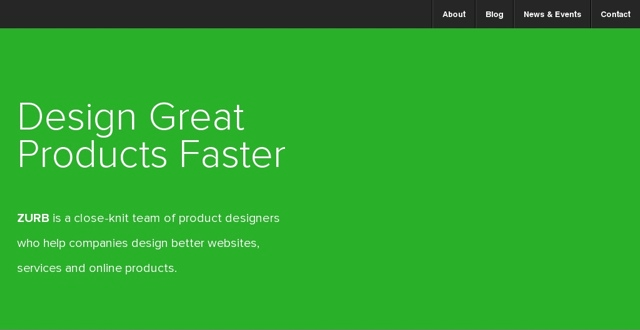 About Blog News & Events Contact
Design Great
Products Faster
ZURB is a close-knit team of product designers
who help companies design better websites,
services and online products.